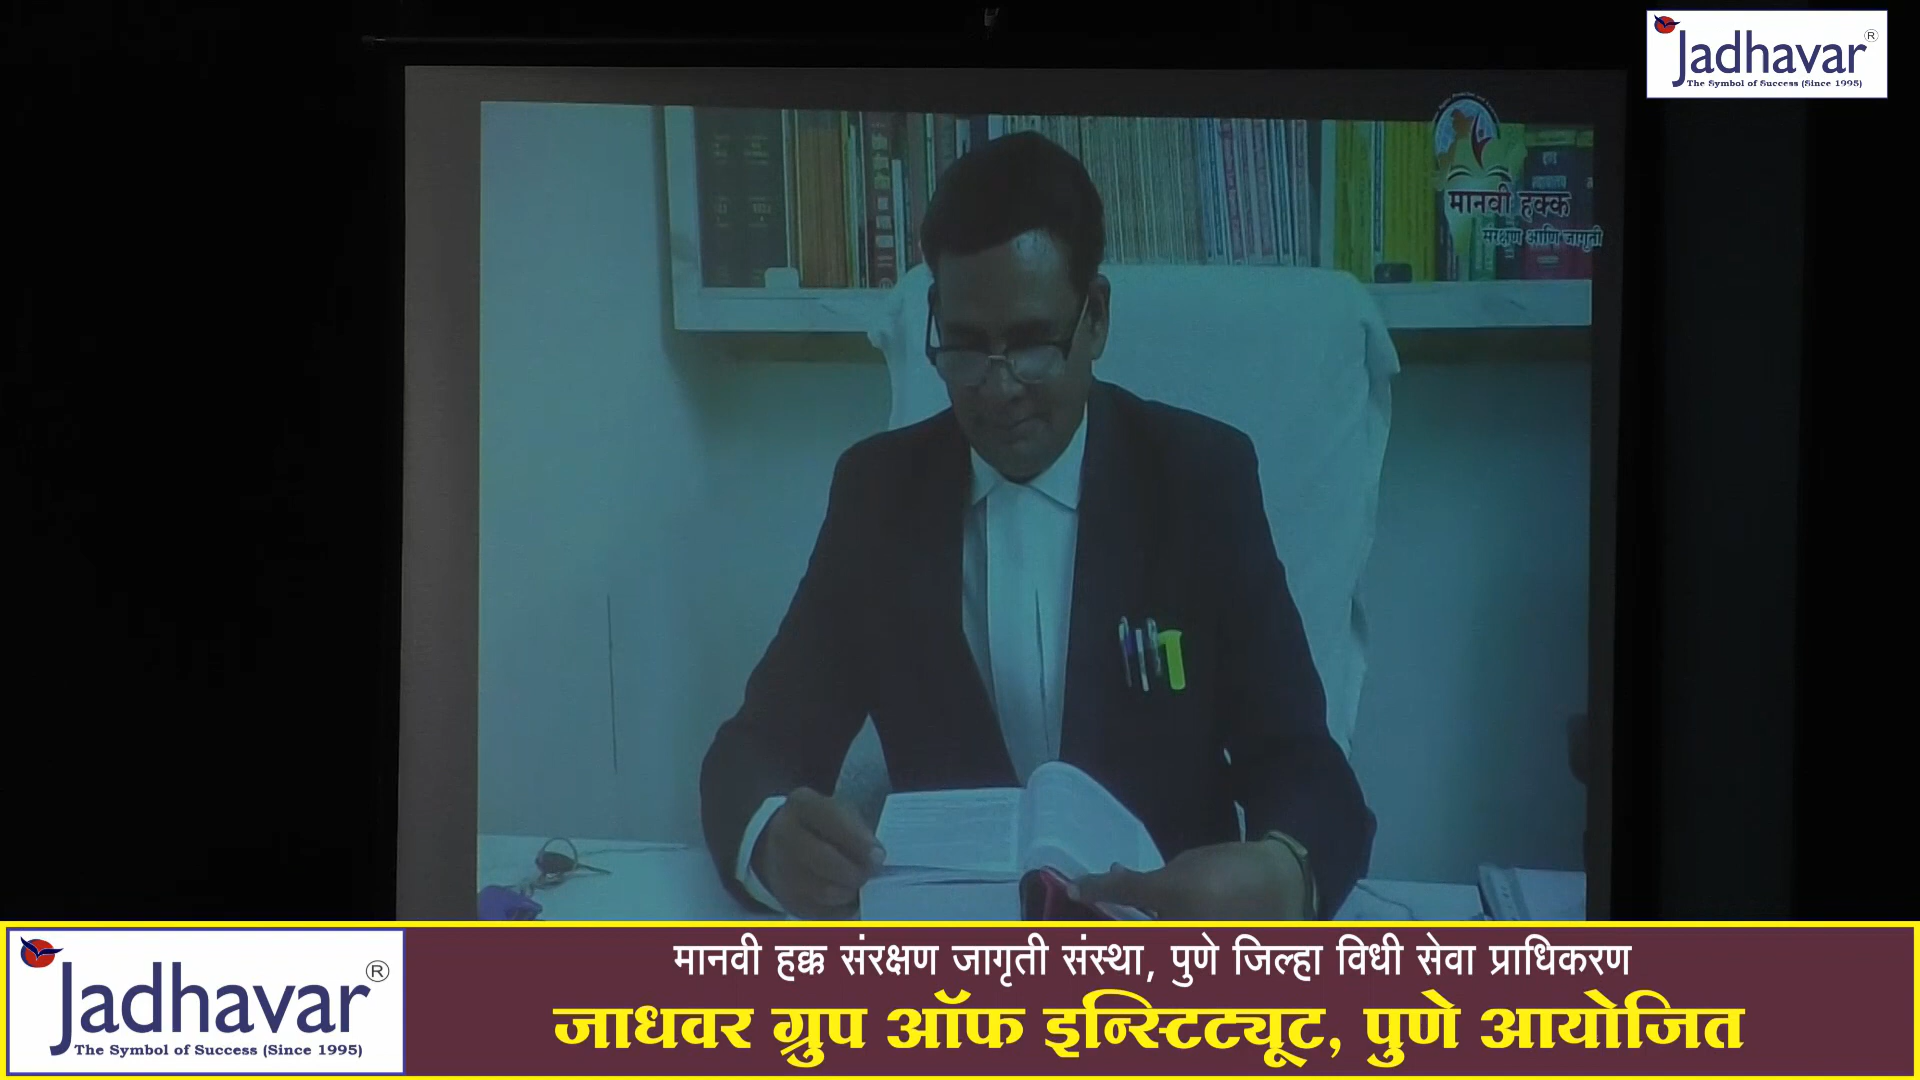 Jadhavar®
The Symbol of Success (Since 1995)
मानवी हक्क
संरक्षण आणि जागृती
मानवी हक्क संरक्षण जागृती संस्था, पुणे जिल्हा विधी सेवा प्राधिकरण
Jadhavar®
The Symbol of Success (Since 1995)
जाधवर ग्रुप ऑफ इन्स्टिट्यूट, पुणे आयोजित